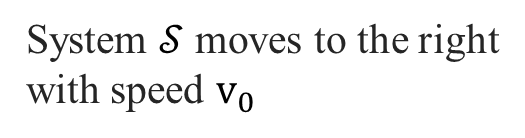 System 𝒮 moves to the right
with speed v₀